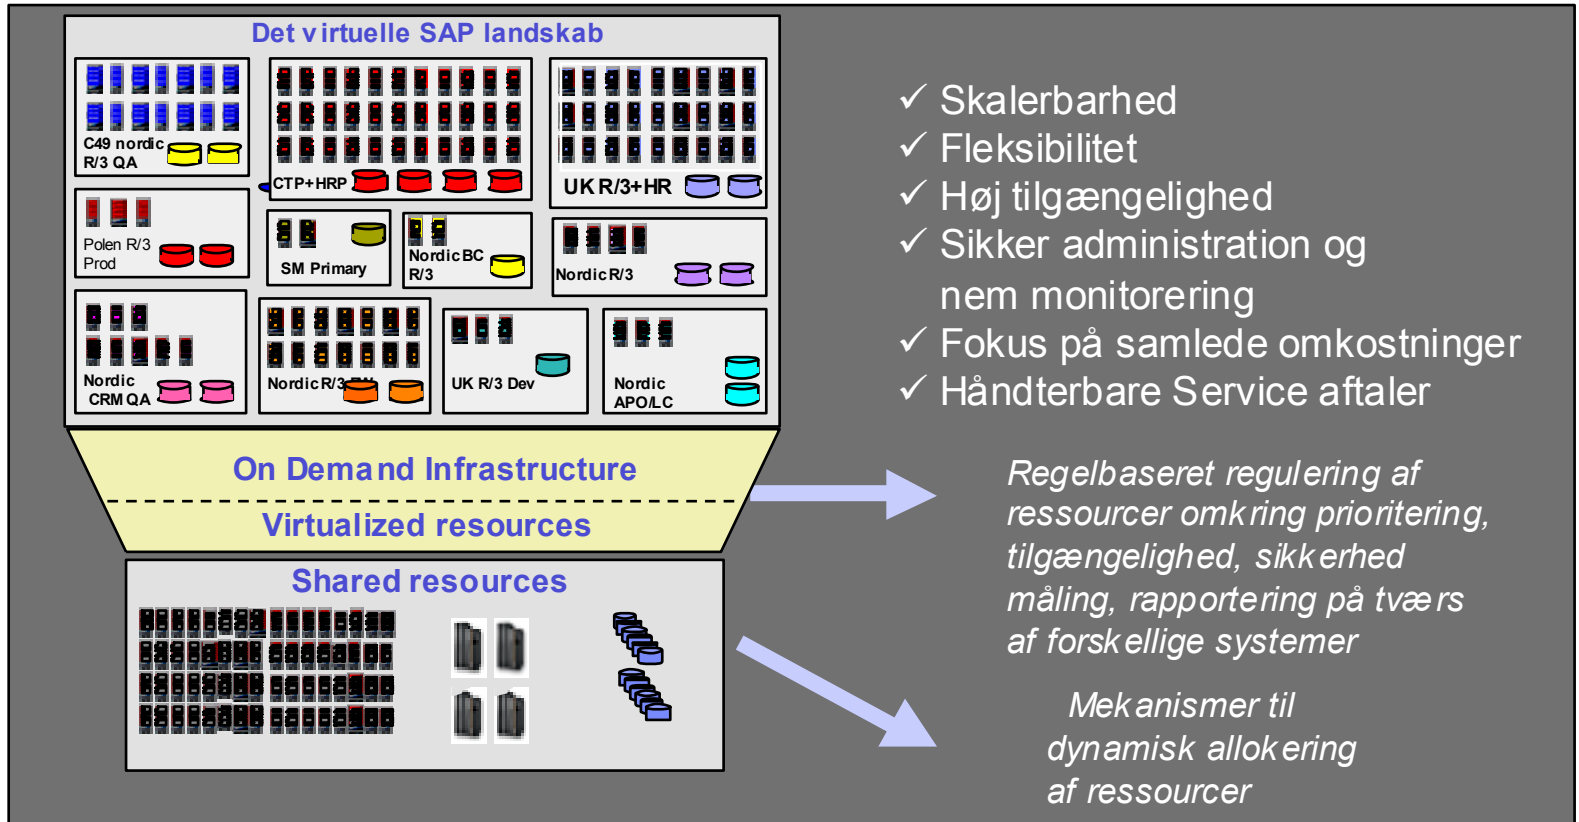 Det virtuelle SAP landskab
C49 nordic
R/3 QA
CTP+HRP
UK R/3+HR
Polen R/3
Prod
SM Primary
Nordic BC
R/3
Nordic R/3
Nordic
CRM QA
Nordic R/3
UK R/3 Dev
Nordic
APO/LC
On Demand Infrastructure
Virtualized resources
Shared resources
✓ Skalerbarhed
✓ Fleksibilitet
✓ Høj tilgængelighed
✓ Sikker administration og
nem monitorering
✓ Fokus på samlede omkostninger
✓ Håndterbare Service aftaler
Regelbaseret regulering af
ressourcer omkring prioritering,
tilgængelighed, sikkerhed
måling, rapportering på tværs
af forskellige systemer
Mekanismer til
dynamisk allokering
af ressourcer